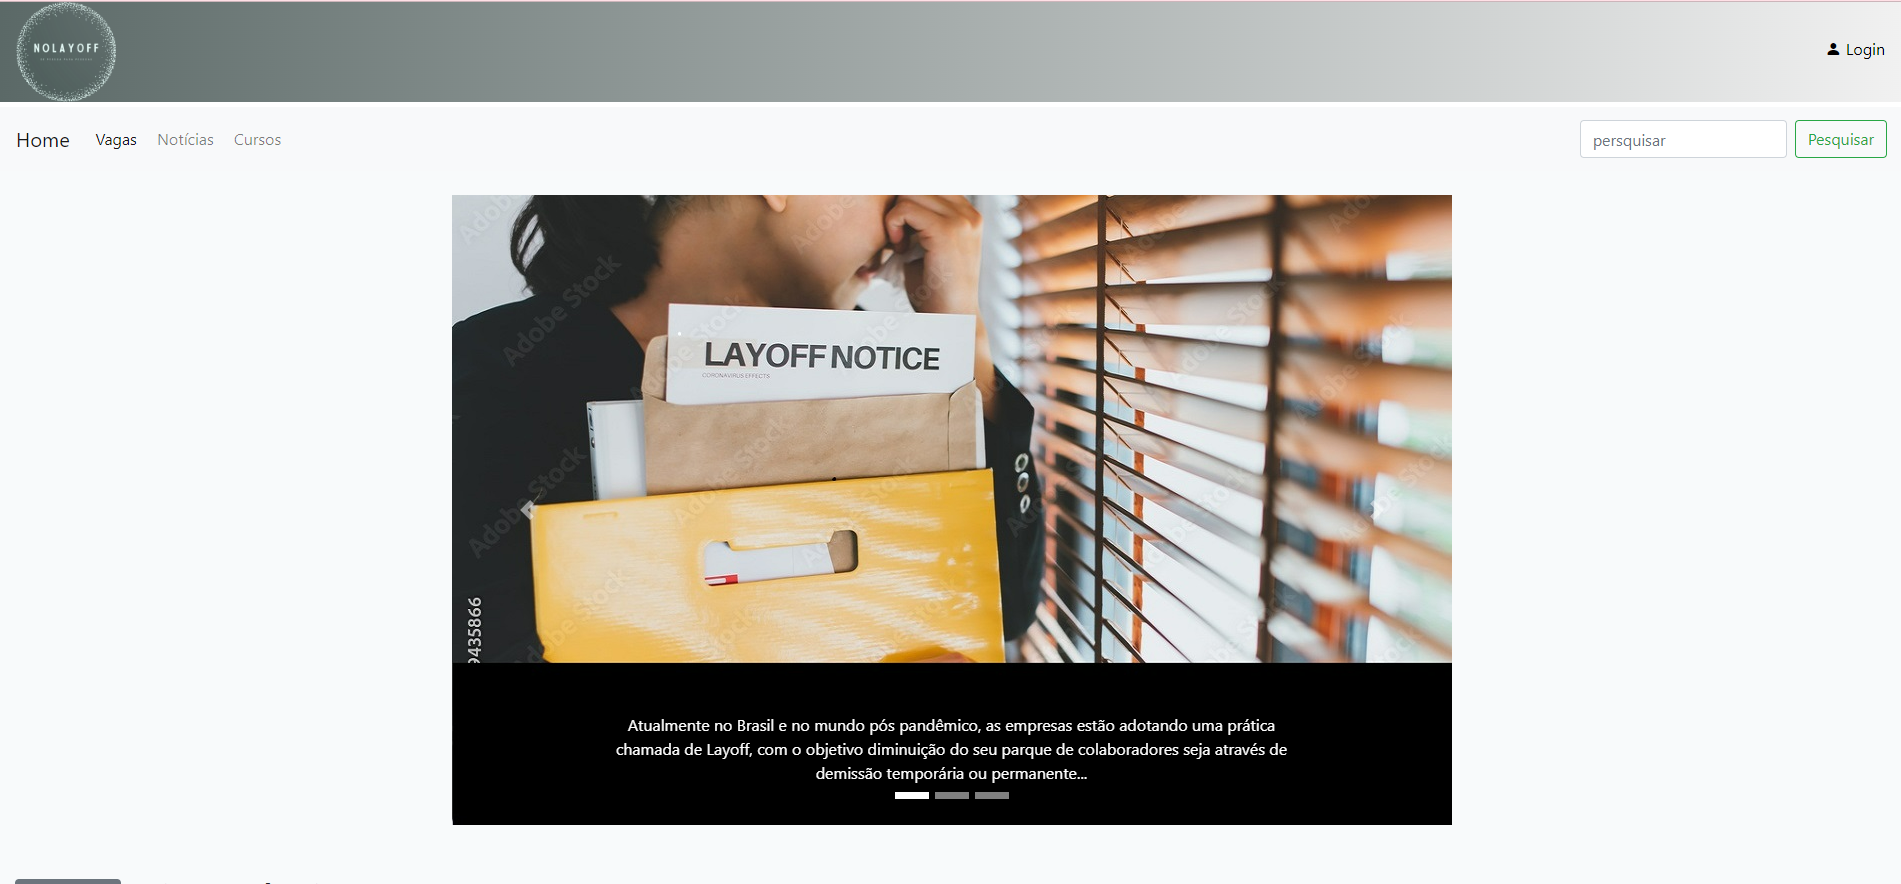 NOLAYOFF
Login
Home
Vagas
Notícias
Cursos
persquisar
Pesquisar
LAYOFF NOTICE
CORONAVIRUS EFFECTS
Adobe Stock
9435866
Atualmente no Brasil e no mundo pós pandêmico, as empresas estão adotando uma prática
chamada de Layoff, com o objetivo diminuição do seu parque de colaboradores seja através de
demissão temporária ou permanente...